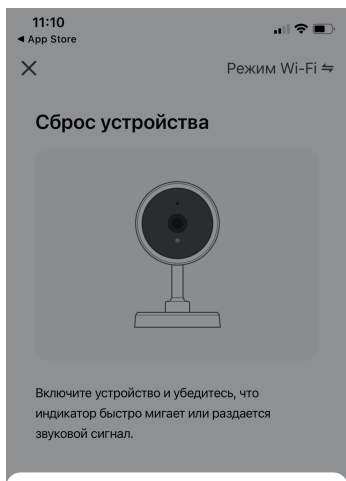 11:10
◀ App Store
Режим Wi-Fi ⇋
Сброс устройства
Включите устройство и убедитесь, что
индикатор быстро мигает или раздается
звуковой сигнал.